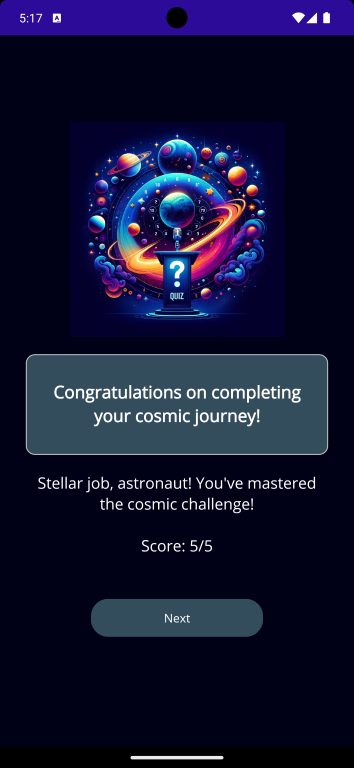 5:17
Congratulations on completing
your cosmic journey!
Stellar job, astronaut! You've mastered
the cosmic challenge!
Score: 5/5
Next
?
QUIZ